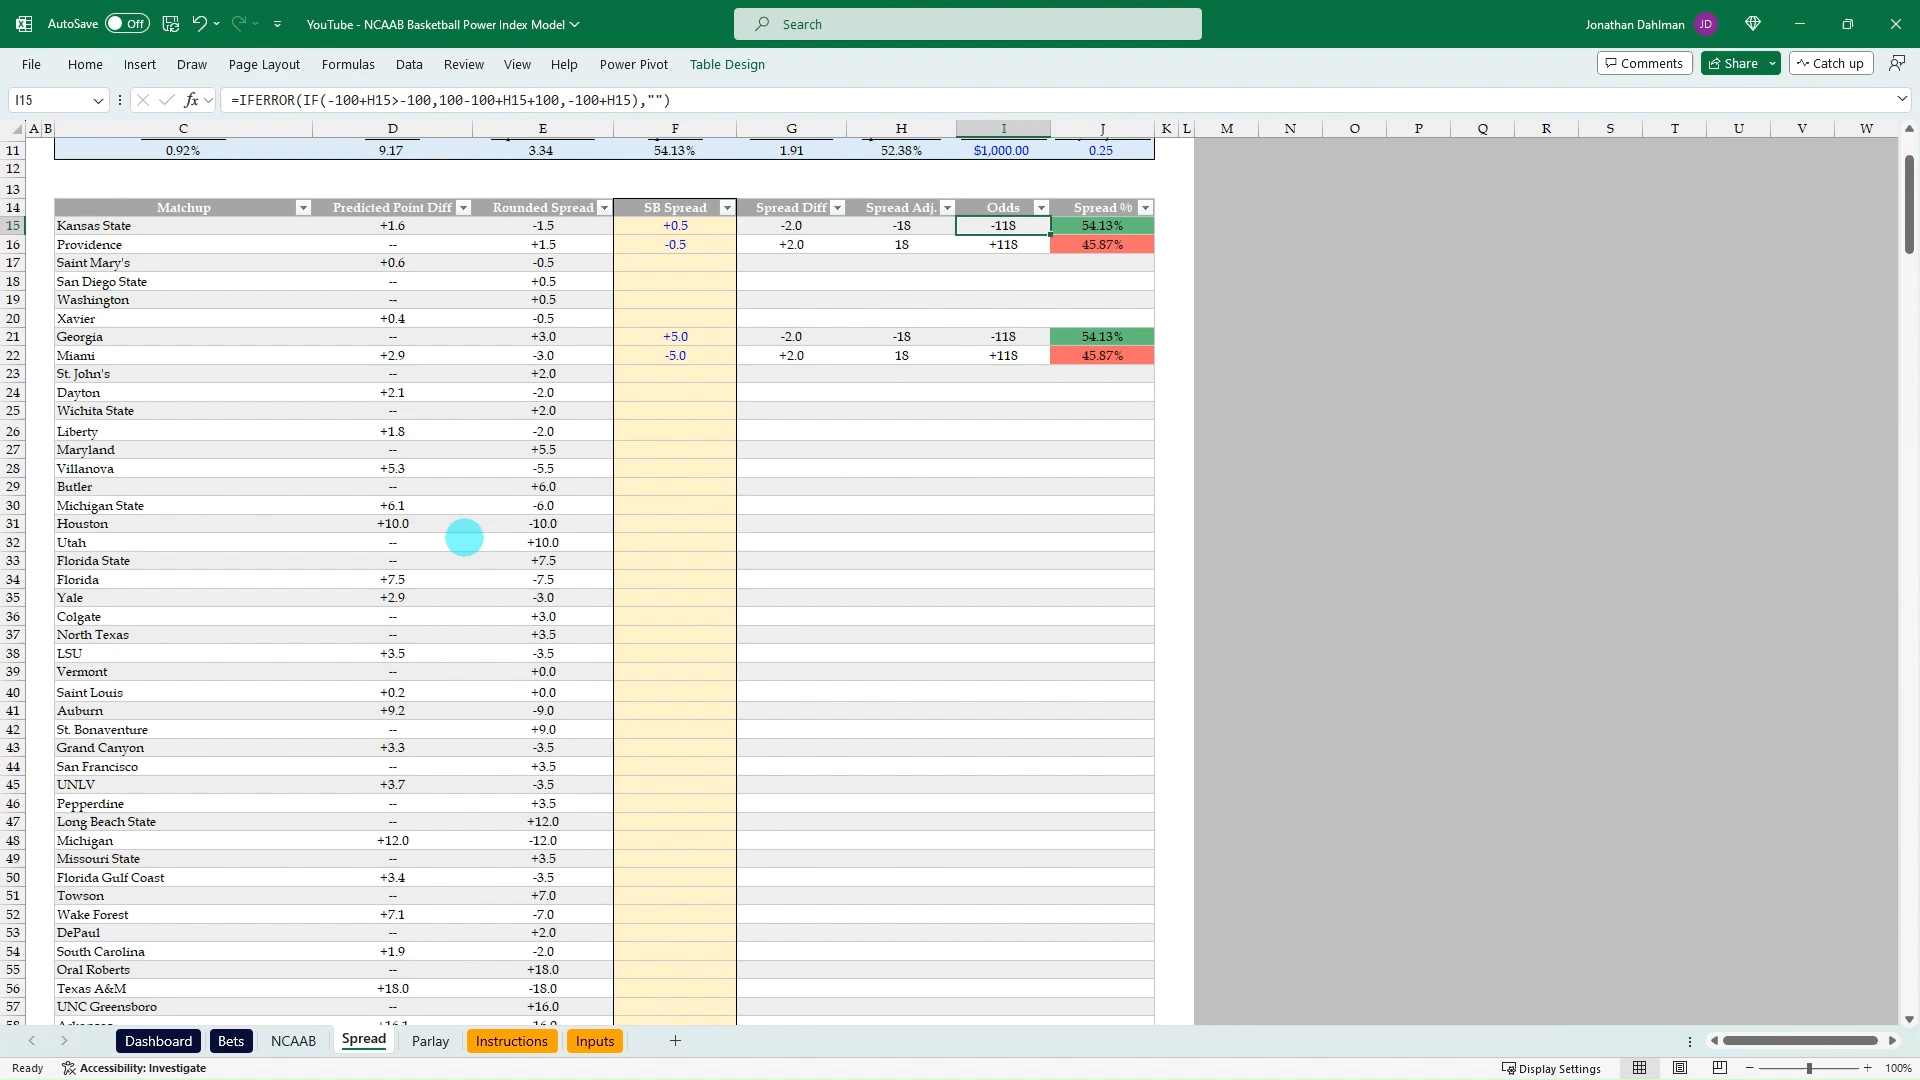 AutoSave Off YouTube - NCAAB Basketball Power Index Model Search Jonathan Dahlman JD
File Home Insert Draw Page Layout Formulas Data Review View Help Power Pivot Table Design Comments Share Catch up
I15 fx =IFERROR(IF(-100+H15>-100,100-100+H15+100,-100+H15),"")
A B C D E F G H I J K L M N O P Q R S T U V W
11 0.92% 9.17 3.34 54.13% 1.91 52.38% $1,000.00 0.25
12
13
14 Matchup Predicted Point Diff Rounded Spread SB Spread Spread Diff Spread Adj. Odds Spread %
15 Kansas State +1.6 -1.5 +0.5 -2.0 -18 -118 54.13%
16 Providence -- +1.5 -0.5 +2.0 18 +118 45.87%
17 Saint Mary's +0.6 -0.5
18 San Diego State -- +0.5
19 Washington -- +0.5
20 Xavier +0.4 -0.5
21 Georgia -- +3.0 +5.0 -2.0 -18 -118 54.13%
22 Miami +2.9 -3.0 -5.0 +2.0 18 +118 45.87%
23 St. John's -- +2.0
24 Dayton +2.1 -2.0
25 Wichita State -- +2.0
26 Liberty +1.8 -2.0
27 Maryland -- +5.5
28 Villanova +5.3 -5.5
29 Butler -- +6.0
30 Michigan State +6.1 -6.0
31 Houston +10.0 -10.0
32 Utah -- +10.0
33 Florida State -- +7.5
34 Florida +7.5 -7.5
35 Yale +2.9 -3.0
36 Colgate -- +3.0
37 North Texas -- +3.5
38 LSU +3.5 -3.5
39 Vermont -- +0.0
40 Saint Louis +0.2 +0.0
41 Auburn +9.2 -9.0
42 St. Bonaventure -- +9.0
43 Grand Canyon +3.3 -3.5
44 San Francisco -- +3.5
45 UNLV +3.7 -3.5
46 Pepperdine -- +3.5
47 Long Beach State -- +12.0
48 Michigan +12.0 -12.0
49 Missouri State -- +3.5
50 Florida Gulf Coast +3.4 -3.5
51 Towson -- +7.0
52 Wake Forest +7.1 -7.0
53 DePaul -- +2.0
54 South Carolina +1.9 -2.0
55 Oral Roberts -- +18.0
56 Texas A&M +18.0 -18.0
57 UNC Greensboro -- +16.0
Dashboard Bets NCAAB Spread Parlay Instructions Inputs
Ready Accessibility: Investigate Display Settings 100%